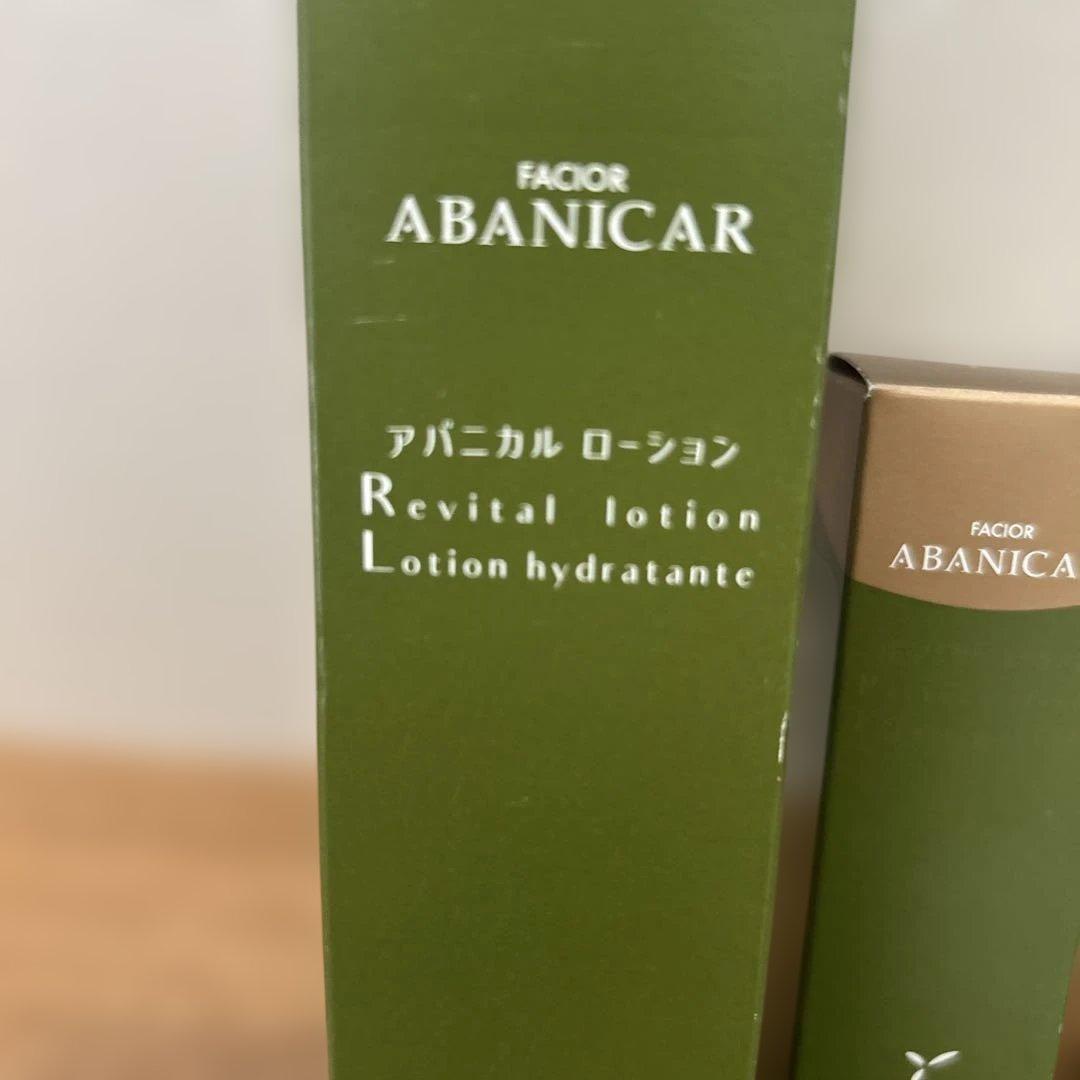 FACIOR
ABANICAR
アバニカル ローション
Revital lotion
Lotion hydratante
FACIOR
ABANICA